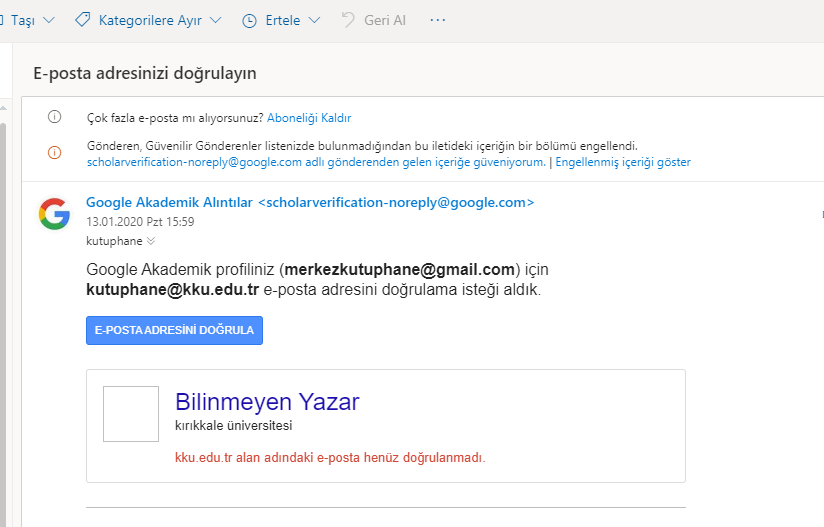 Taşı Kategorilere Ayır Ertele Geri Al ...
E-posta adresinizi doğrulayın
Çok fazla e-posta mı alıyorsunuz? Aboneliği Kaldır
Gönderen, Güvenilir Gönderenler listenizde bulunmadığından bu iletideki içeriğin bir bölümü engellendi.
scholarverification-noreply@google.com adlı gönderenden gelen içeriğe güveniyorum. | Engellenmiş içeriği göster
Google Akademik Alıntılar <scholarverification-noreply@google.com>
13.01.2020 Pzt 15:59
kutuphane
Google Akademik profiliniz (merkezkutuphane@gmail.com) için
kutuphane@kku.edu.tr e-posta adresini doğrulama isteği aldık.
E-POSTA ADRESİNİ DOĞRULA
Bilinmeyen Yazar
kırıkkale üniversitesi
kku.edu.tr alan adındaki e-posta henüz doğrulanmadı.